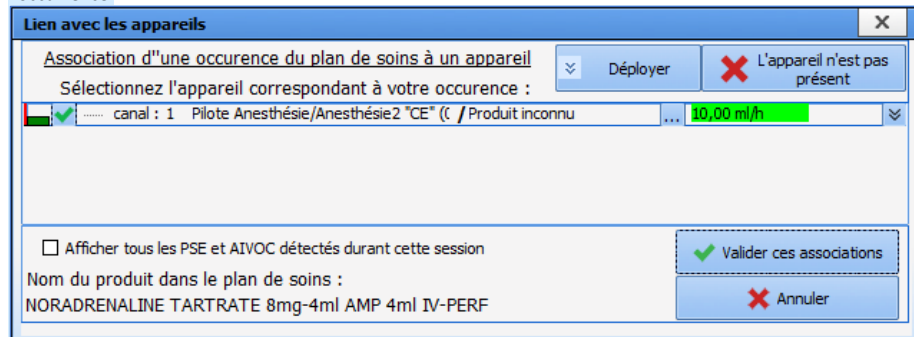 Lien avec les appareils
Association d''une occurence du plan de soins à un appareil
Sélectionnez l'appareil correspondant à votre occurence :
Déployer
L'appareil n'est pas
présent
canal : 1 Pilote Anesthésie/Anesthésie2 "CE" (( / Produit inconnu ... 10,00 ml/h
Afficher tous les PSE et AIVOC détectés durant cette session
Valider ces associations
Nom du produit dans le plan de soins :
NORADRENALINE TARTRATE 8mg-4ml AMP 4ml IV-PERF
Annuler